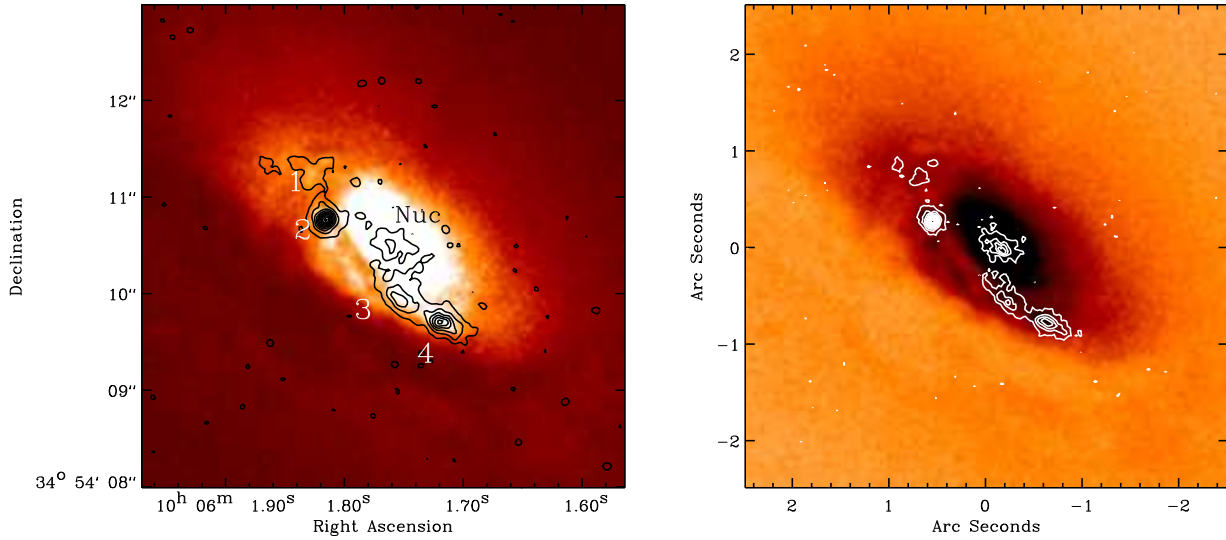 12″
11″
10″
09″
34° 54′ 08″
Declination
1
2
3
4
Nuc
10ʰ 06ᵐ 1.90ˢ 1.80ˢ 1.70ˢ 1.60ˢ
Right Ascension
2
1
0
-1
-2
Arc Seconds
2 1 0 -1 -2
Arc Seconds